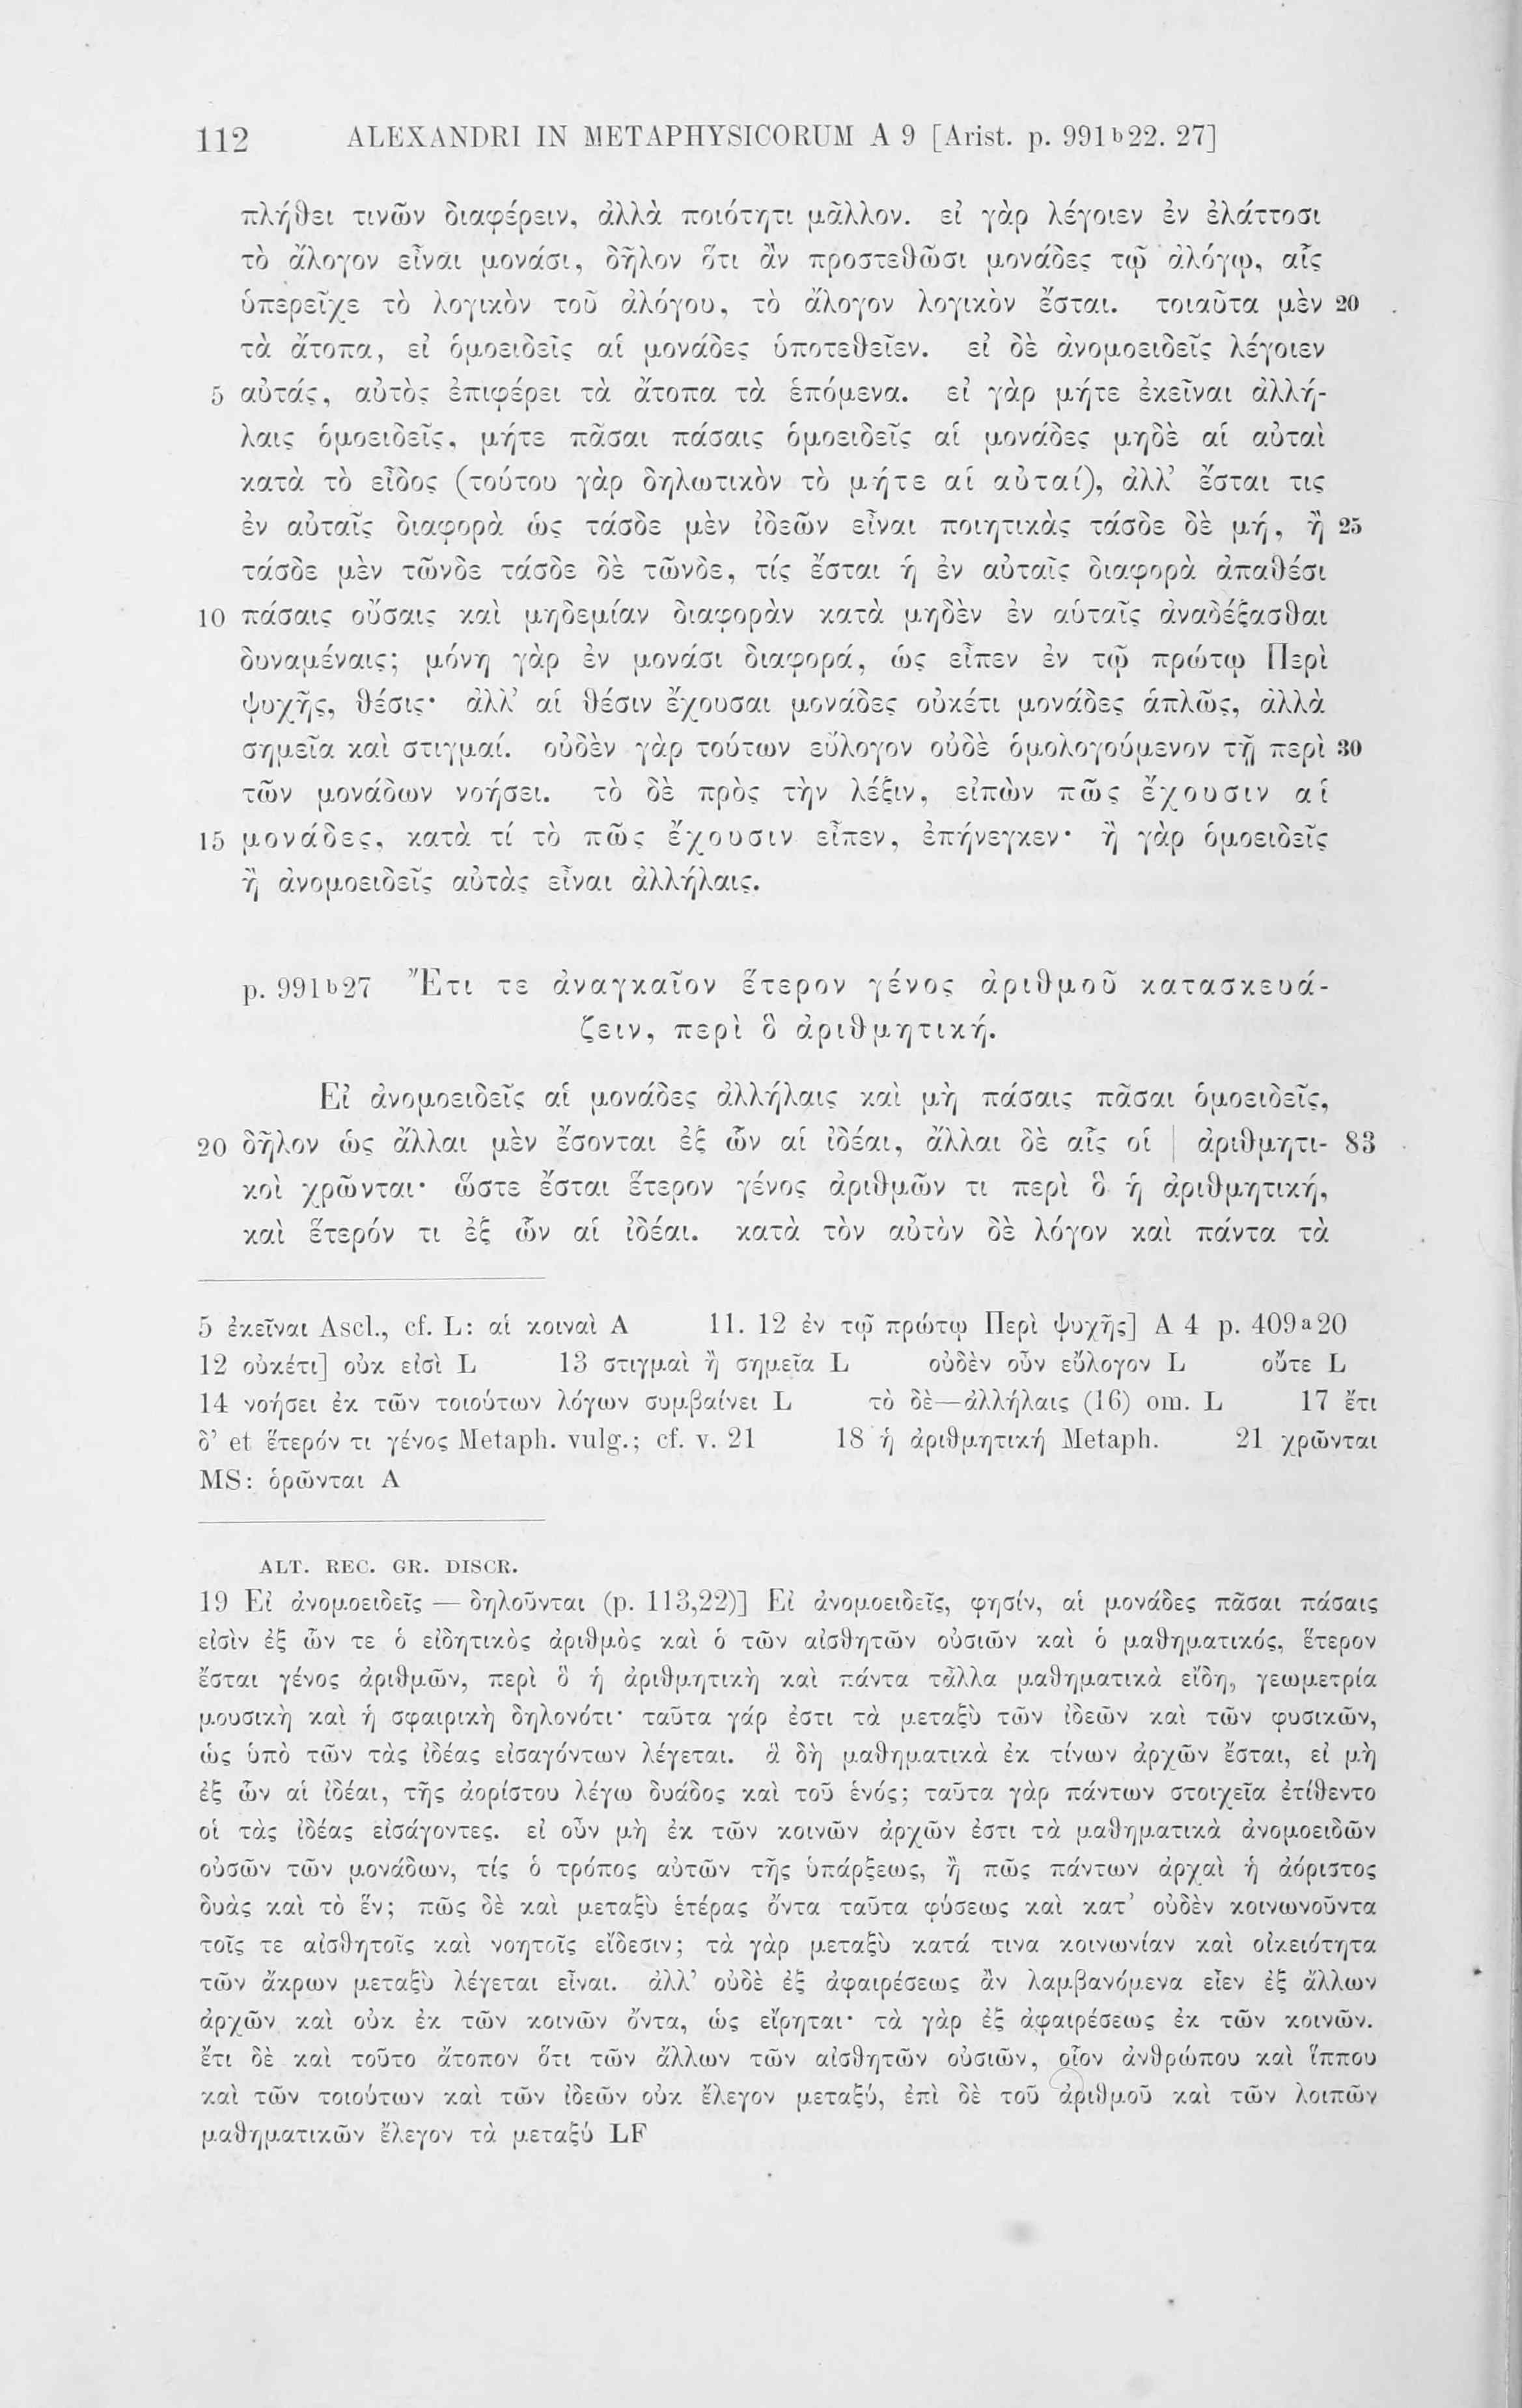 112 ALEXANDRI IN METAPHYSICORUM A 9 [Arist. p. 991b22. 27]
πλήθει τινῶν διαφέρειν, ἀλλὰ ποιότητι μᾶλλον. εἰ γὰρ λέγοιεν ἐν ἐλάττοσι
τὸ ἄλογον εἶναι μονάσι, δῆλον ὅτι ἂν προστεθῶσι μονάδες τῷ ἀλόγῳ, αἷς
ὑπερεῖχε τὸ λογικὸν τοῦ ἀλόγου, τὸ ἄλογον λογικὸν ἔσται. τοιαῦτα μὲν 20
τὰ ἄτοπα, εἰ ὁμοειδεῖς αἱ μονάδες ὑποτεθεῖεν. εἰ δὲ ἀνομοειδεῖς λέγοιεν
5 αὐτάς, αὐτὸς ἐπιφέρει τὰ ἄτοπα τὰ ἑπόμενα. εἰ γὰρ μήτε ἐκεῖναι ἀλλή-
λαις ὁμοειδεῖς, μήτε πᾶσαι πάσαις ὁμοειδεῖς αἱ μονάδες μηδὲ αἱ αὐταὶ
κατὰ τὸ εἶδος (τούτου γὰρ δηλωτικὸν τὸ μήτε αἱ αὐταί), ἀλλ’ ἔσται τις
ἐν αὐταῖς διαφορὰ ὡς τάσδε μὲν ἰδεῶν εἶναι ποιητικὰς τάσδε δὲ μή, ἢ 25
τάσδε μὲν τῶνδε τάσδε δὲ τῶνδε, τίς ἔσται ἡ ἐν αὐταῖς διαφορὰ ἀπαθέσι
10 πάσαις οὔσαις καὶ μηδεμίαν διαφορὰν κατὰ μηδὲν ἐν αὑταῖς ἀναδέξασθαι
δυναμέναις; μόνη γὰρ ἐν μονάσι διαφορά, ὡς εἶπεν ἐν τῷ πρώτῳ Περὶ
ψυχῆς, θέσις· ἀλλ’ αἱ θέσιν ἔχουσαι μονάδες οὐκέτι μονάδες ἁπλῶς, ἀλλὰ
σημεῖα καὶ στιγμαί. οὐδὲν γὰρ τούτων εὔλογον οὐδὲ ὁμολογούμενον τῇ περὶ 30
τῶν μονάδων νοήσει. τὸ δὲ πρὸς τὴν λέξιν, εἰπὼν πῶς ἔχουσιν αἱ
15 μονάδες, κατὰ τί τὸ πῶς ἔχουσιν εἶπεν, ἐπήνεγκεν· ἢ γὰρ ὁμοειδεῖς
ἢ ἀνομοειδεῖς αὐτὰς εἶναι ἀλλήλαις.
p. 991b27 Ἔτι τε ἀναγκαῖον ἕτερον γένος ἀριθμοῦ κατασκευά-
ζειν, περὶ ὃ ἀριθμητική.
Εἰ ἀνομοειδεῖς αἱ μονάδες ἀλλήλαις καὶ μὴ πάσαις πᾶσαι ὁμοειδεῖς,
20 δῆλον ὡς ἄλλαι μὲν ἔσονται ἐξ ὧν αἱ ἰδέαι, ἄλλαι δὲ αἷς οἱ | ἀριθμητι- 83
κοὶ χρῶνται· ὥστε ἔσται ἕτερον γένος ἀριθμῶν τι περὶ ὃ ἡ ἀριθμητική,
καὶ ἕτερόν τι ἐξ ὧν αἱ ἰδέαι. κατὰ τὸν αὐτὸν δὲ λόγον καὶ πάντα τὰ
5 ἐκεῖναι Ascl., cf. L: αἱ κοιναὶ A 11. 12 ἐν τῷ πρώτῳ Περὶ ψυχῆς] A 4 p. 409a20
12 οὐκέτι] οὐκ εἰσὶ L 13 στιγμαὶ ἢ σημεῖα L οὐδὲν οὖν εὔλογον L οὔτε L
14 νοήσει ἐκ τῶν τοιούτων λόγων συμβαίνει L τὸ δὲ—ἀλλήλαις (16) om. L 17 ἔτι
δ’ et ἕτερόν τι γένος Metaph. vulg.; cf. v. 21 18 ἡ ἀριθμητική Metaph. 21 χρῶνται
MS: ὁρῶνται A
ALT. REC. GR. DISCR.
19 Εἰ ἀνομοειδεῖς — δηλοῦνται (p. 113,22)] Εἰ ἀνομοειδεῖς, φησίν, αἱ μονάδες πᾶσαι πάσαις
εἰσὶν ἐξ ὧν τε ὁ εἰδητικὸς ἀριθμὸς καὶ ὁ τῶν αἰσθητῶν οὐσιῶν καὶ ὁ μαθηματικός, ἕτερον
ἔσται γένος ἀριθμῶν, περὶ ὃ ἡ ἀριθμητικὴ καὶ πάντα τἆλλα μαθηματικὰ εἴδη, γεωμετρία
μουσικὴ καὶ ἡ σφαιρικὴ δηλονότι· ταῦτα γάρ ἐστι τὰ μεταξὺ τῶν ἰδεῶν καὶ τῶν φυσικῶν,
ὡς ὑπὸ τῶν τὰς ἰδέας εἰσαγόντων λέγεται. ἃ δὴ μαθηματικὰ ἐκ τίνων ἀρχῶν ἔσται, εἰ μὴ
ἐξ ὧν αἱ ἰδέαι, τῆς ἀορίστου λέγω δυάδος καὶ τοῦ ἑνός; ταῦτα γὰρ πάντων στοιχεῖα ἐτίθεντο
οἱ τὰς ἰδέας εἰσάγοντες. εἰ οὖν μὴ ἐκ τῶν κοινῶν ἀρχῶν ἐστι τὰ μαθηματικὰ ἀνομοειδῶν
οὐσῶν τῶν μονάδων, τίς ὁ τρόπος αὐτῶν τῆς ὑπάρξεως, ἢ πῶς πάντων ἀρχαὶ ἡ ἀόριστος
δυὰς καὶ τὸ ἕν; πῶς δὲ καὶ μεταξὺ ἑτέρας ὄντα ταῦτα φύσεως καὶ κατ’ οὐδὲν κοινωνοῦντα
τοῖς τε αἰσθητοῖς καὶ νοητοῖς εἴδεσιν; τὰ γὰρ μεταξὺ κατά τινα κοινωνίαν καὶ οἰκειότητα
τῶν ἄκρων μεταξὺ λέγεται εἶναι. ἀλλ’ οὐδὲ ἐξ ἀφαιρέσεως ἂν λαμβανόμενα εἶεν ἐξ ἄλλων
ἀρχῶν καὶ οὐκ ἐκ τῶν κοινῶν ὄντα, ὡς εἴρηται· τὰ γὰρ ἐξ ἀφαιρέσεως ἐκ τῶν κοινῶν.
ἔτι δὲ καὶ τοῦτο ἄτοπον ὅτι τῶν ἄλλων τῶν αἰσθητῶν οὐσιῶν, οἷον ἀνθρώπου καὶ ἵππου
καὶ τῶν τοιούτων καὶ τῶν ἰδεῶν οὐκ ἔλεγον μεταξύ, ἐπὶ δὲ τοῦ ἀριθμοῦ καὶ τῶν λοιπῶν
μαθηματικῶν ἔλεγον τὰ μεταξύ LF